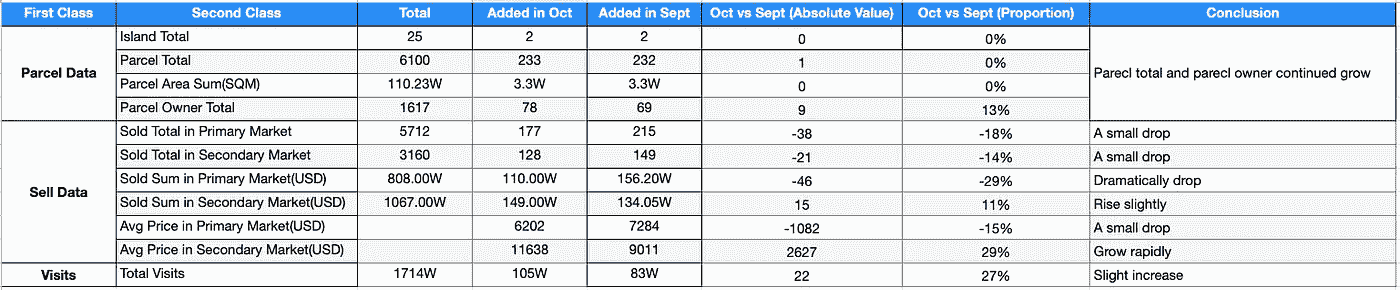 First Class Second Class Total Added in Oct Added in Sept Oct vs Sept (Absolute Value) Oct vs Sept (Proportion) Conclusion
Parcel Data
Island Total 25 2 2 0 0%
Parcel Total 6100 233 232 1 0%
Parcel Area Sum(SQM) 110.23W 3.3W 3.3W 0 0%
Parcel Owner Total 1617 78 69 9 13%
Parecl total and parecl owner continued grow
Sell Data
Sold Total in Primary Market 5712 177 215 -38 -18% A small drop
Sold Total in Secondary Market 3160 128 149 -21 -14% A small drop
Sold Sum in Primary Market(USD) 808.00W 110.00W 156.20W -46 -29% Dramatically drop
Sold Sum in Secondary Market(USD) 1067.00W 149.00W 134.05W 15 11% Rise slightly
Avg Price in Primary Market(USD) 6202 7284 -1082 -15% A small drop
Avg Price in Secondary Market(USD) 11638 9011 2627 29% Grow rapidly
Visits Total Visits 1714W 105W 83W 22 27% Slight increase